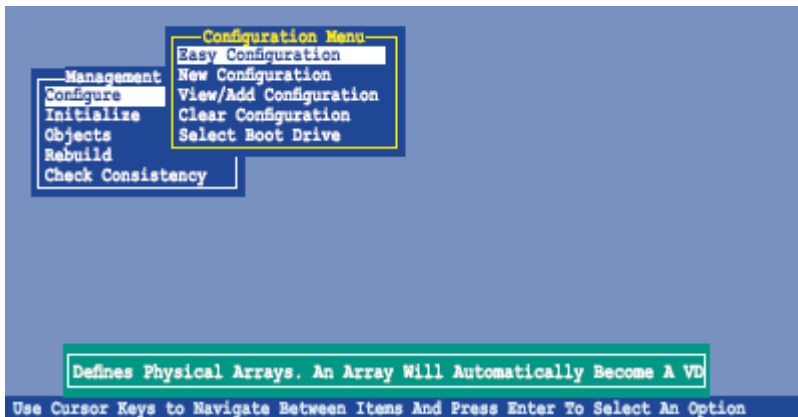 Configuration Menu
Easy Configuration
New Configuration
View/Add Configuration
Clear Configuration
Select Boot Drive
Management
Configure
Initialize
Objects
Rebuild
Check Consistency
Defines Physical Arrays. An Array Will Automatically Become A VD
Use Cursor Keys to Navigate Between Items And Press Enter To Select An Option